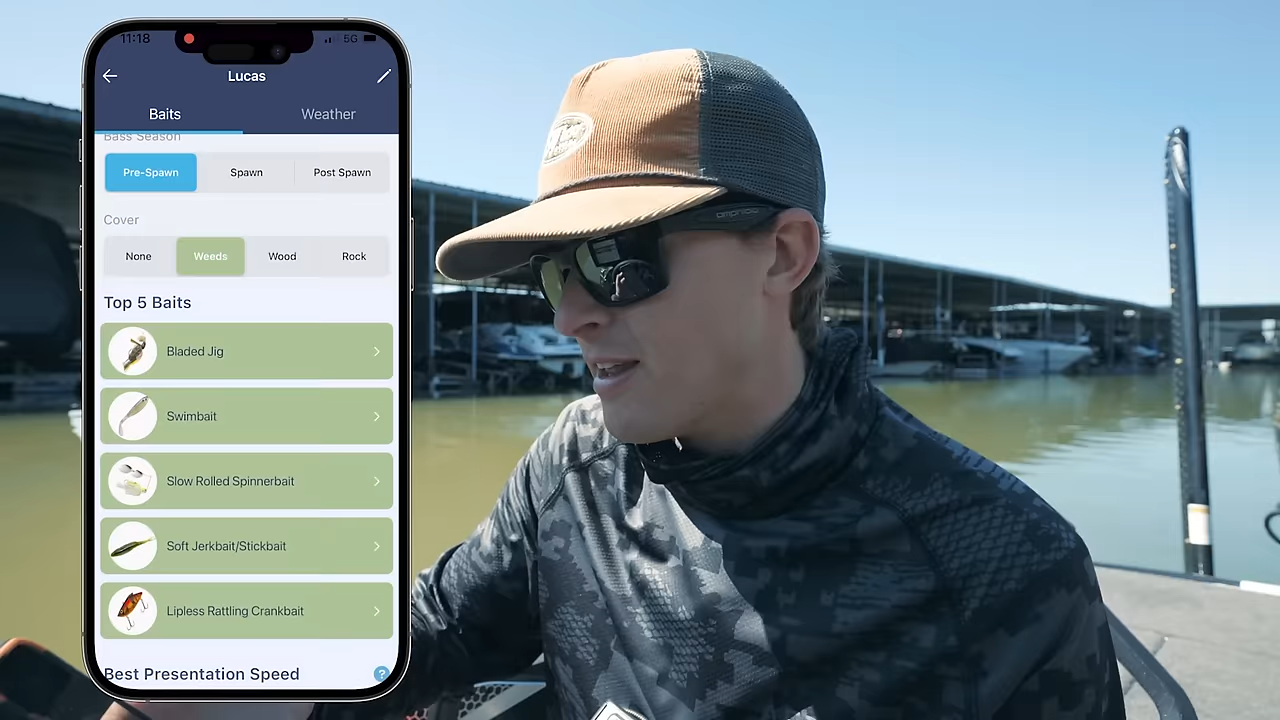 11:18
5G
Lucas
Baits
Weather
Bass Season
Pre-Spawn
Spawn
Post Spawn
Cover
None
Weeds
Wood
Rock
Top 5 Baits
Bladed Jig
Swimbait
Slow Rolled Spinnerbait
Soft Jerkbait/Stickbait
Lipless Rattling Crankbait
Best Presentation Speed
?